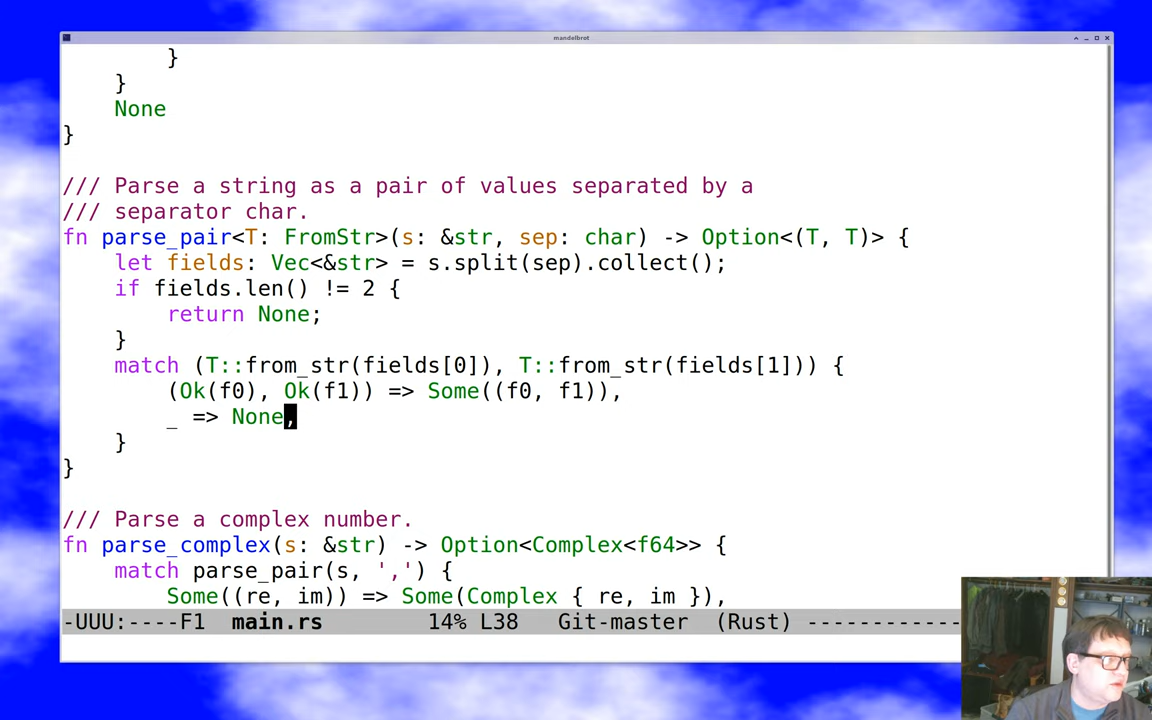 mandelbrot
        }
    }
    None
}
/// Parse a string as a pair of values separated by a
/// separator char.
fn parse_pair<T: FromStr>(s: &str, sep: char) -> Option<(T, T)> {
    let fields: Vec<&str> = s.split(sep).collect();
    if fields.len() != 2 {
        return None;
    }
    match (T::from_str(fields[0]), T::from_str(fields[1])) {
        (Ok(f0), Ok(f1)) => Some((f0, f1)),
        _ => None,
    }
}
/// Parse a complex number.
fn parse_complex(s: &str) -> Option<Complex<f64>> {
    match parse_pair(s, ',') {
        Some((re, im)) => Some(Complex { re, im }),
-UUU:----F1  main.rs        14% L38   Git-master  (Rust) ------------